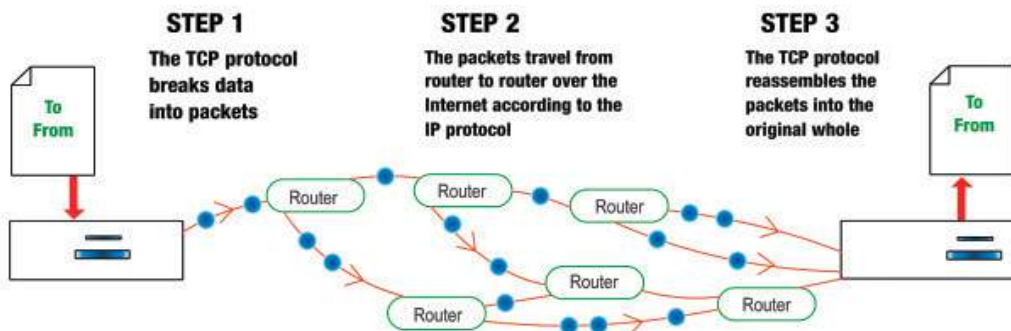 STEP 1
The TCP protocol
breaks data
into packets
STEP 2
The packets travel from
router to router over the
Internet according to the
IP protocol
STEP 3
The TCP protocol
reassembles the
packets into the
original whole
To
From
To
From
Router
Router
Router
Router
Router
Router